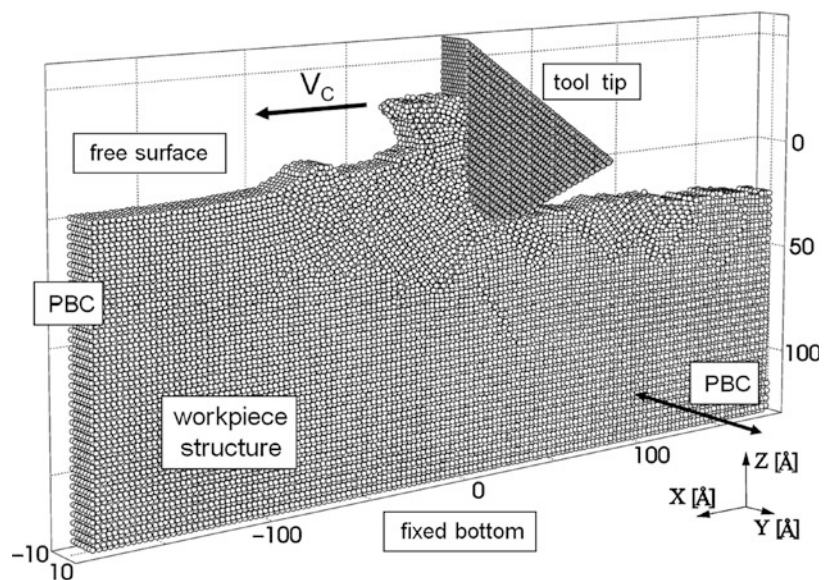 V_C
tool tip
free surface
0
50
PBC
100
PBC
workpiece
structure
100
Z [Å]
0
X [Å]
-100
fixed bottom
Y [Å]
-10
10